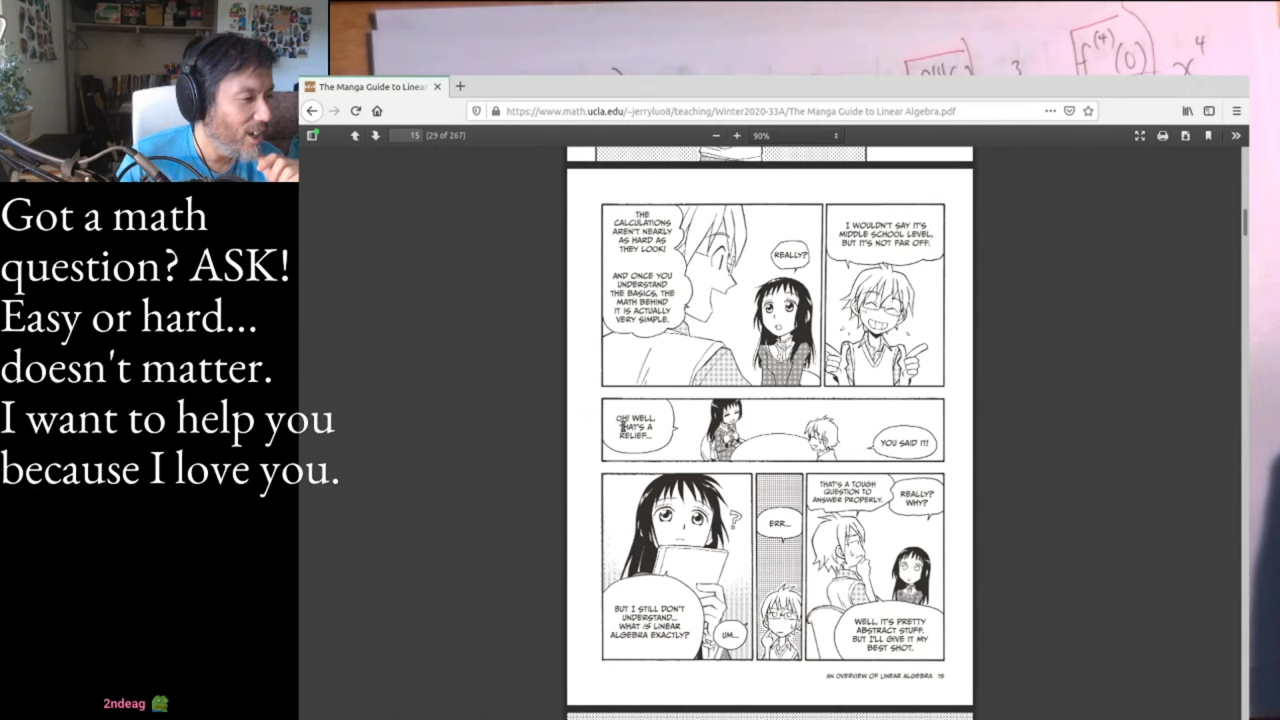 f⁽⁴⁾(0)
x⁴
3
The Manga Guide to Linear
https://www.math.ucla.edu/~jerryluo8/teaching/Winter2020-33A/The Manga Guide to Linear Algebra.pdf
15 (29 of 267)
90%
Got a math
question? ASK!
Easy or hard...
doesn't matter.
I want to help you
because I love you.
2ndeag
THE
CALCULATIONS
AREN'T NEARLY
AS HARD AS
THEY LOOK!
AND ONCE YOU
UNDERSTAND
THE BASICS, THE
MATH BEHIND
IT IS ACTUALLY
VERY SIMPLE.
REALLY?
I WOULDN'T SAY IT'S
MIDDLE SCHOOL LEVEL,
BUT IT'S NOT FAR OFF.
OH! WELL,
THAT'S A
RELIEF...
YOU SAID IT!
BUT I STILL DON'T
UNDERSTAND...
WHAT IS LINEAR
ALGEBRA EXACTLY?
UM...
?
ERR...
THAT'S A TOUGH
QUESTION TO
ANSWER PROPERLY.
REALLY?
WHY?
WELL, IT'S PRETTY
ABSTRACT STUFF.
BUT I'LL GIVE IT MY
BEST SHOT.
AN OVERVIEW OF LINEAR ALGEBRA 15